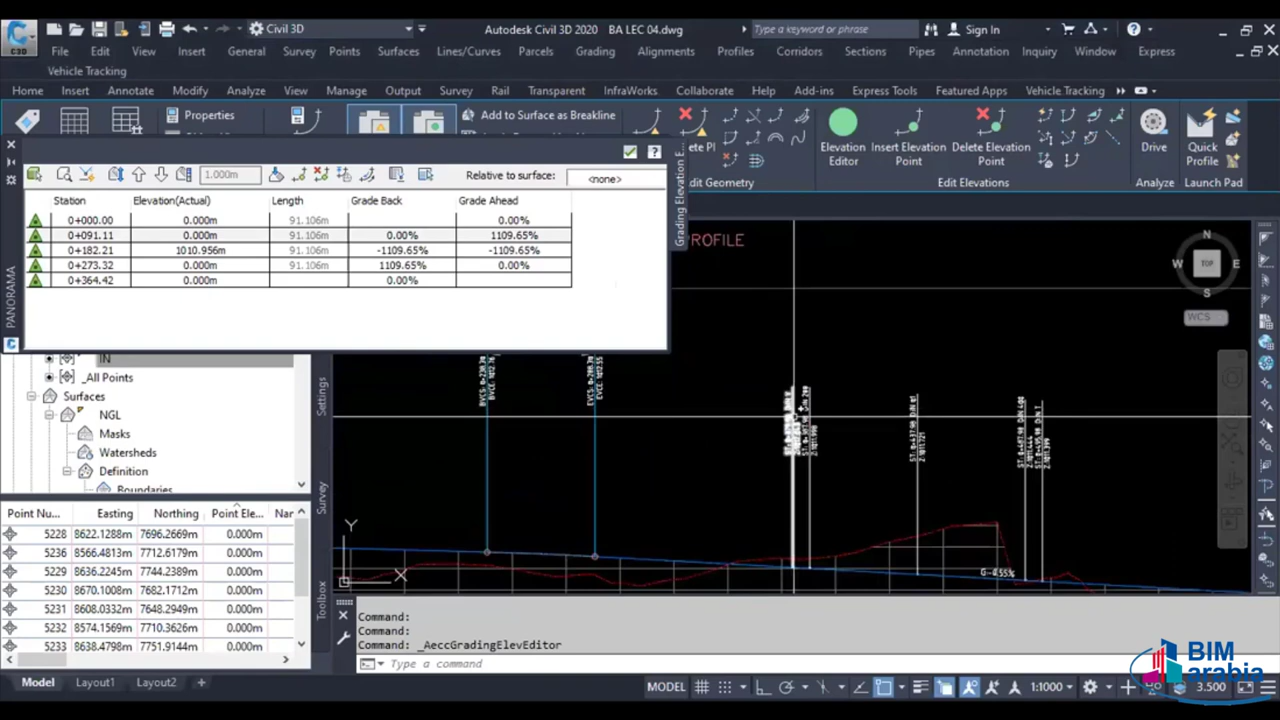 Civil 3D
Autodesk Civil 3D 2020 BA LEC 04.dwg
Type a keyword or phrase
Sign In
C3D
File Edit View Insert General Survey Points Surfaces Lines/Curves Parcels Grading Alignments Profiles Corridors Sections Pipes Annotation Inquiry Window Express
Vehicle Tracking
Home Insert Annotate Modify Analyze View Manage Output Survey Rail Transparent InfraWorks Collaborate Help Add-ins Express Tools Featured Apps Vehicle Tracking
Properties
Add to Surface as Breakline
Elevation Editor
Insert Elevation Point
Delete Elevation Point
Drive
Quick Profile
Edit Elevations
Analyze
Launch Pad
1.000m
Relative to surface:
<none>
Station Elevation(Actual) Length Grade Back Grade Ahead
0+000.00 0.000m 91.106m 0.00%
0+091.11 0.000m 91.106m 0.00% 1109.65%
0+182.21 1010.956m 91.106m -1109.65% -1109.65%
0+273.32 0.000m 91.106m 1109.65% 0.00%
0+364.42 0.000m 0.00%
PANORAMA
Grading Elevation E...
PROFILE
N
W TOP E
S
WCS
IN
_All Points
Surfaces
NGL
Masks
Watersheds
Definition
Boundaries
Settings
Survey
Toolbox
Point Nu... Easting Northing Point Ele... Nar
5228 8622.1288m 7696.2669m 0.000m
5236 8566.4813m 7712.6179m 0.000m
5229 8636.2245m 7744.2389m 0.000m
5230 8670.1008m 7682.1712m 0.000m
5231 8608.0332m 7648.2949m 0.000m
5232 8574.1569m 7710.3626m 0.000m
5233 8638.4798m 7751.9144m 0.000m
Y
X
Command:
Command:
Command: _AeccGradingElevEditor
Type a command
Model Layout1 Layout2 +
MODEL
1:1000
3.500
BIM
arabia